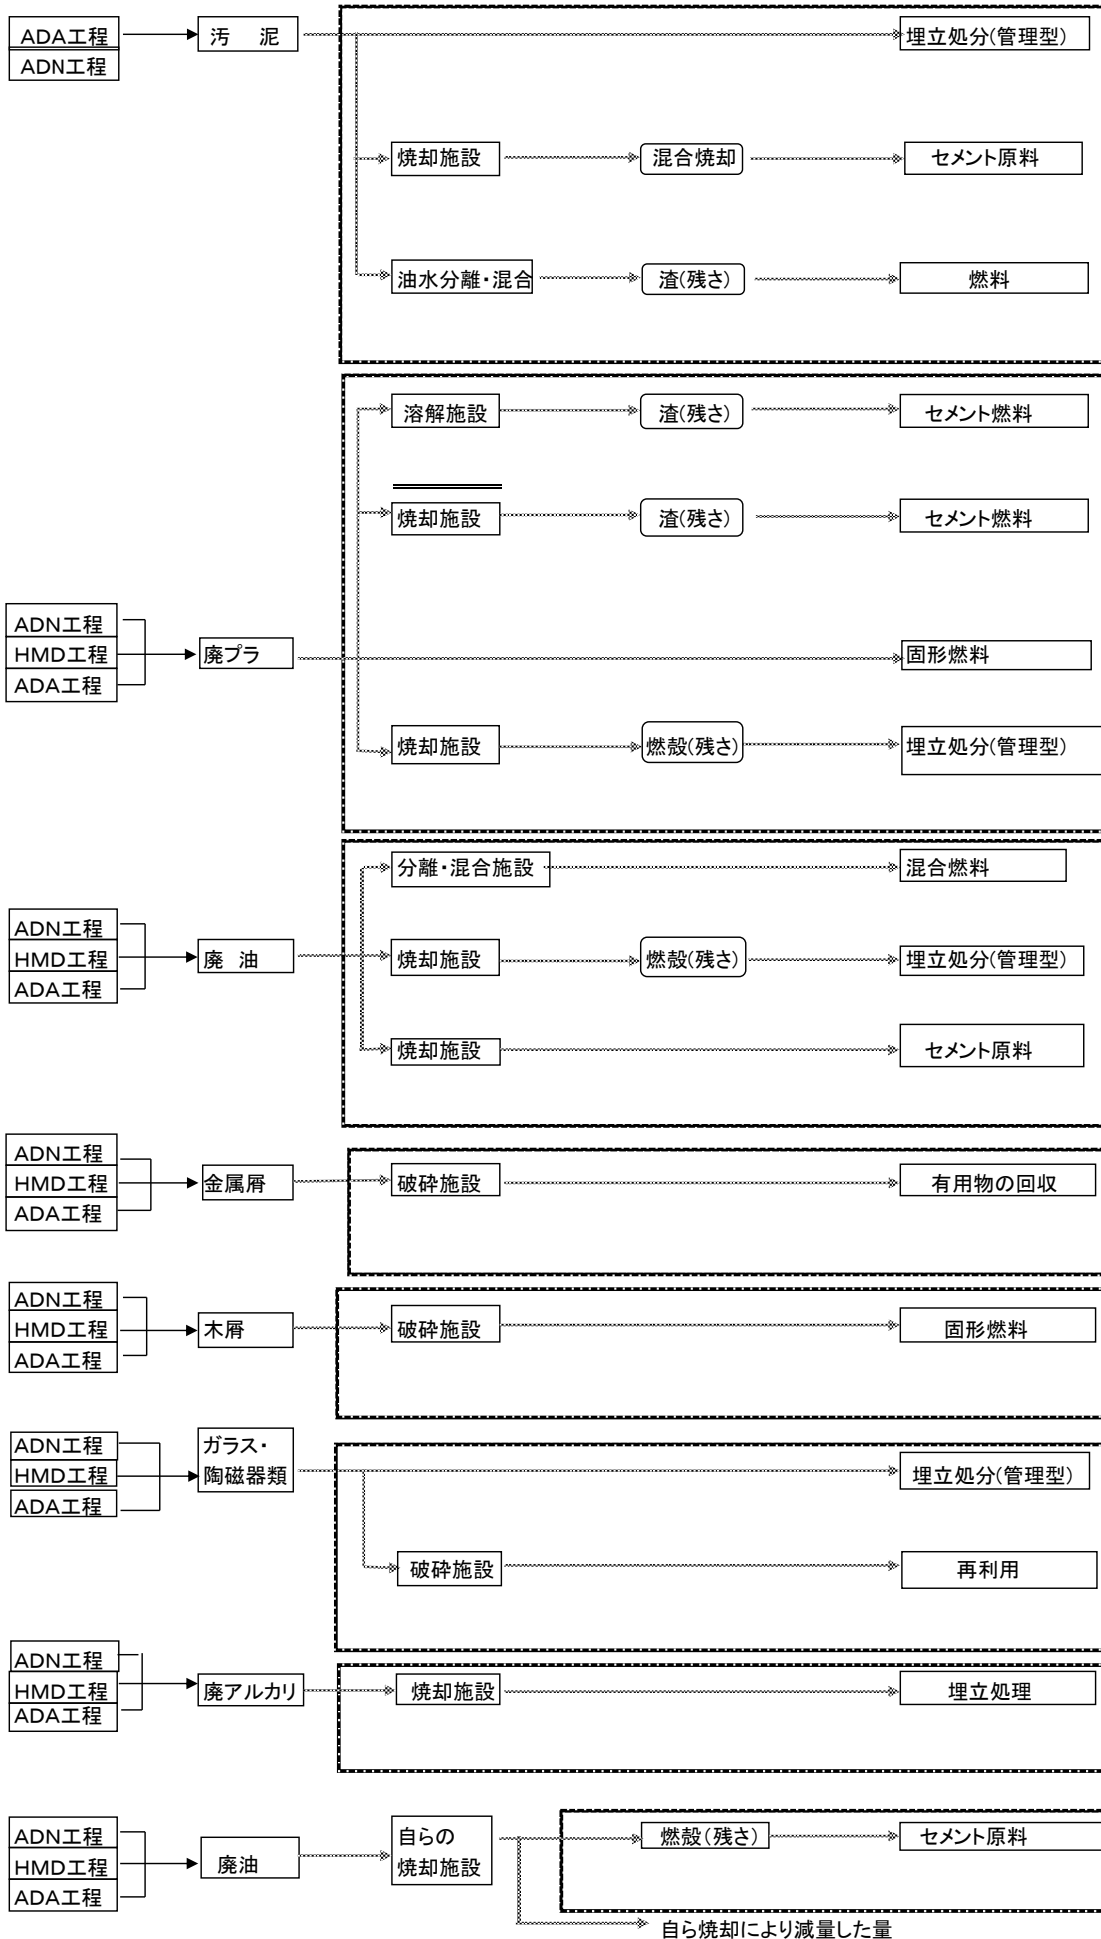 ADA工程 汚 泥 埋立処分(管理型)
ADN工程
焼却施設 混合焼却 セメント原料
油水分離・混合 渣(残さ) 燃料
溶解施設 渣(残さ) セメント燃料
焼却施設 渣(残さ) セメント燃料
ADN工程
HMD工程 廃プラ 固形燃料
ADA工程
焼却施設 燃殻(残さ) 埋立処分(管理型)
分離・混合施設 混合燃料
ADN工程
HMD工程 廃 油 焼却施設 燃殻(残さ) 埋立処分(管理型)
ADA工程
焼却施設 セメント原料
ADN工程
HMD工程 金属屑 破砕施設 有用物の回収
ADA工程
ADN工程
HMD工程 木屑 破砕施設 固形燃料
ADA工程
ADN工程 ガラス・
HMD工程 陶磁器類 埋立処分(管理型)
ADA工程
破砕施設 再利用
ADN工程
HMD工程 廃アルカリ 焼却施設 埋立処理
ADA工程
ADN工程 自らの 燃殻(残さ) セメント原料
HMD工程 廃油 焼却施設
ADA工程
自ら焼却により減量した量